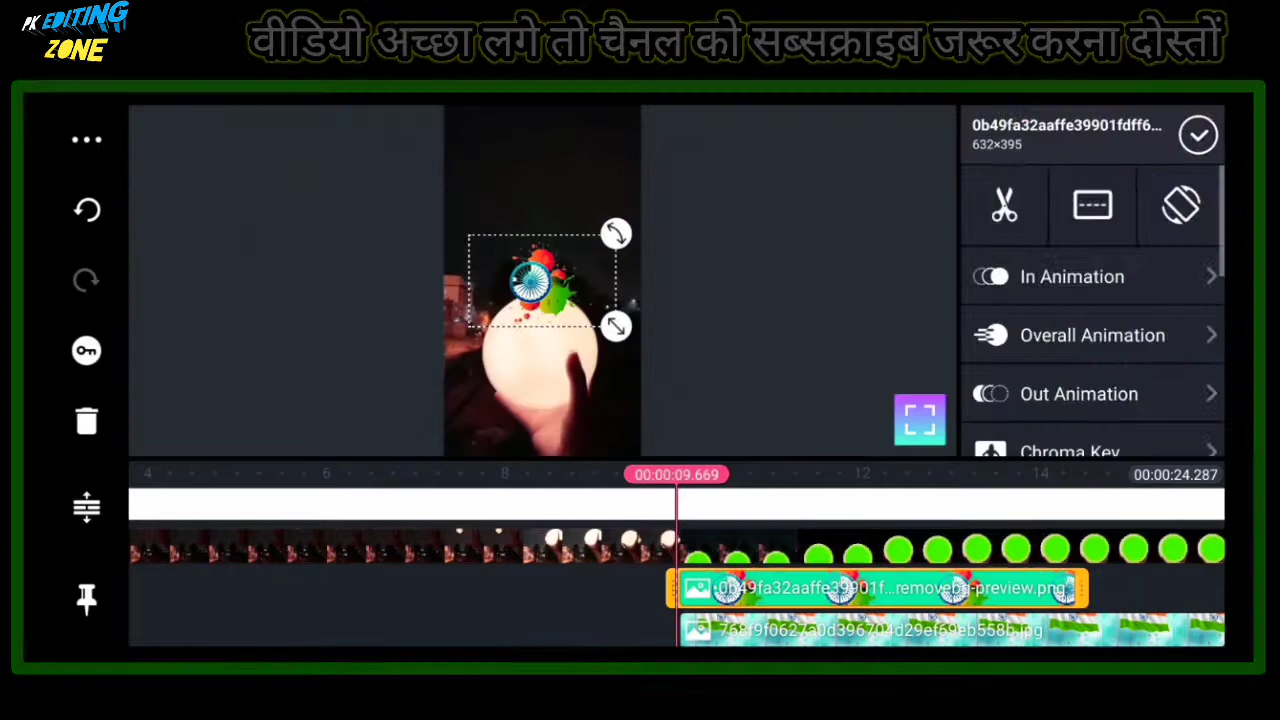 PK EDITING
ZONE
वीडियो अच्छा लगे तो चैनल को सब्सक्राइब जरूर करना दोस्तों
0b49fa32aaffe39901fdff6...
632×395
In Animation
Overall Animation
Out Animation
Chroma Key
4 6 8 00:00:09.669 12 14 00:00:24.287
0b49fa32aaffe39901f...removebg-preview.png
768f9f0627a0d396704d29ef69eb558b.jpg